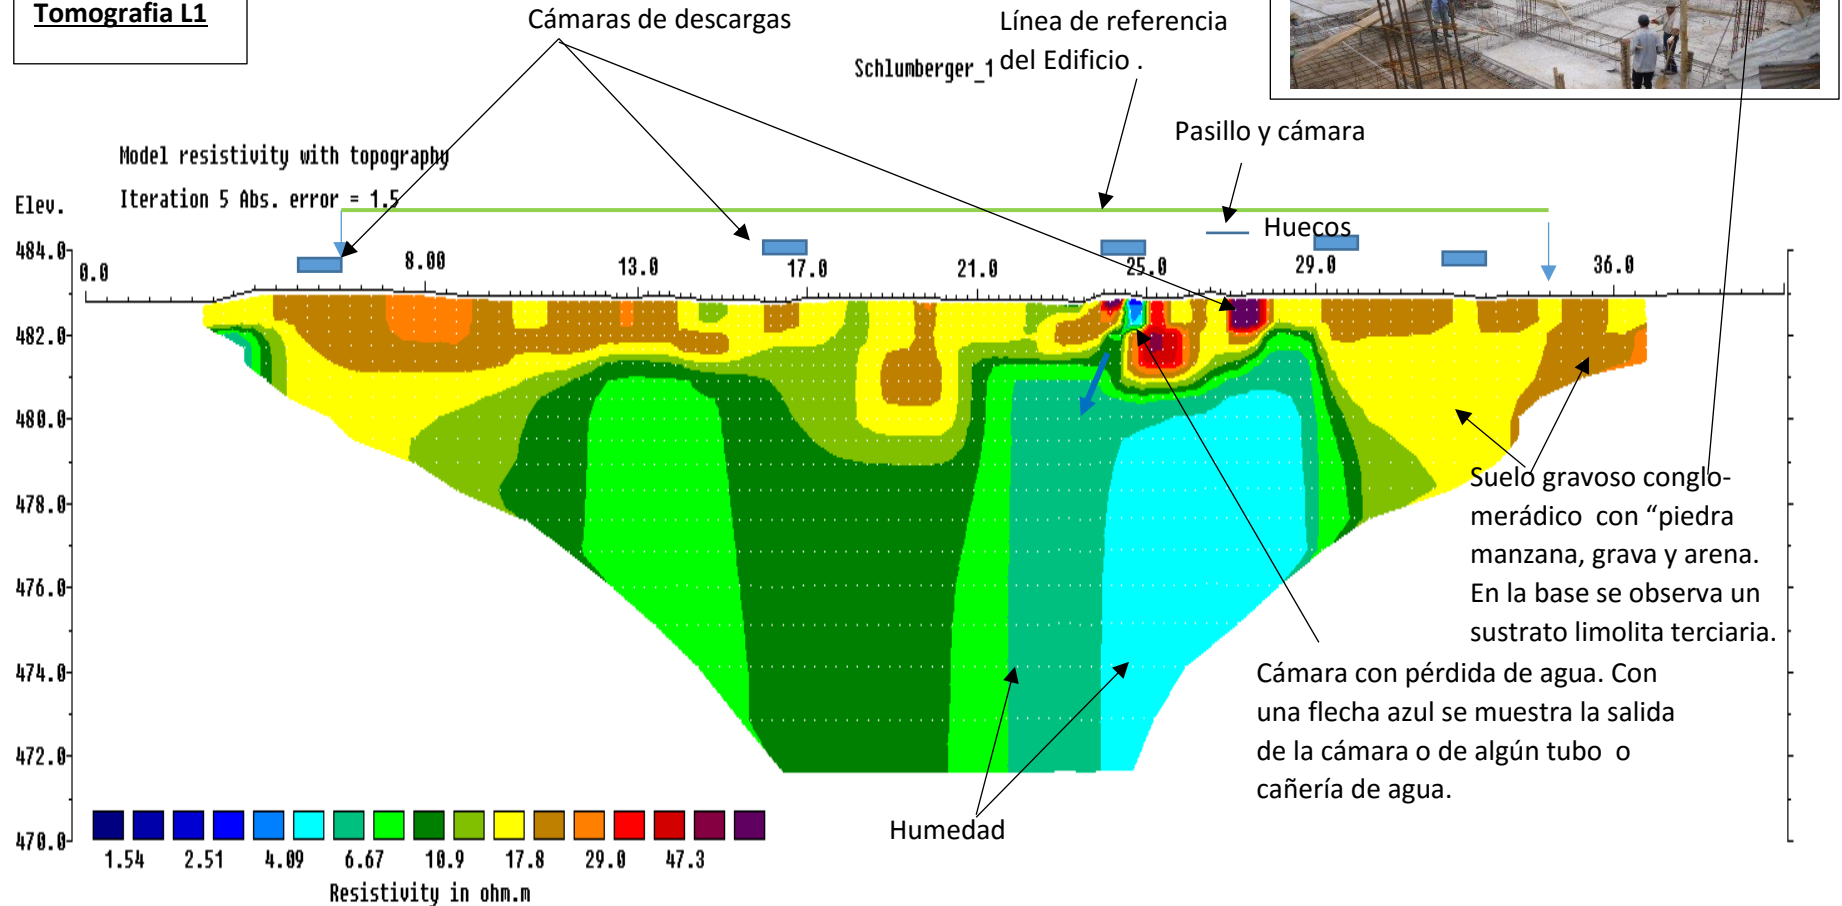 Tomografia L1
Cámaras de descargas
Línea de referencia
del Edificio .
Schlumberger_1
Pasillo y cámara
Model resistivity with topography
Iteration 5 Abs. error = 1.5
Elev.
Huecos
484.0
0.0 8.00 13.0 17.0 21.0 25.0 29.0 36.0
482.0
480.0
478.0
476.0
474.0
472.0
470.0
Suelo gravoso conglo-
merádico con “piedra
manzana, grava y arena.
En la base se observa un
sustrato limolita terciaria.
Cámara con pérdida de agua. Con
una flecha azul se muestra la salida
de la cámara o de algún tubo o
cañería de agua.
Humedad
1.54 2.51 4.09 6.67 10.9 17.8 29.0 47.3
Resistivity in ohm.m